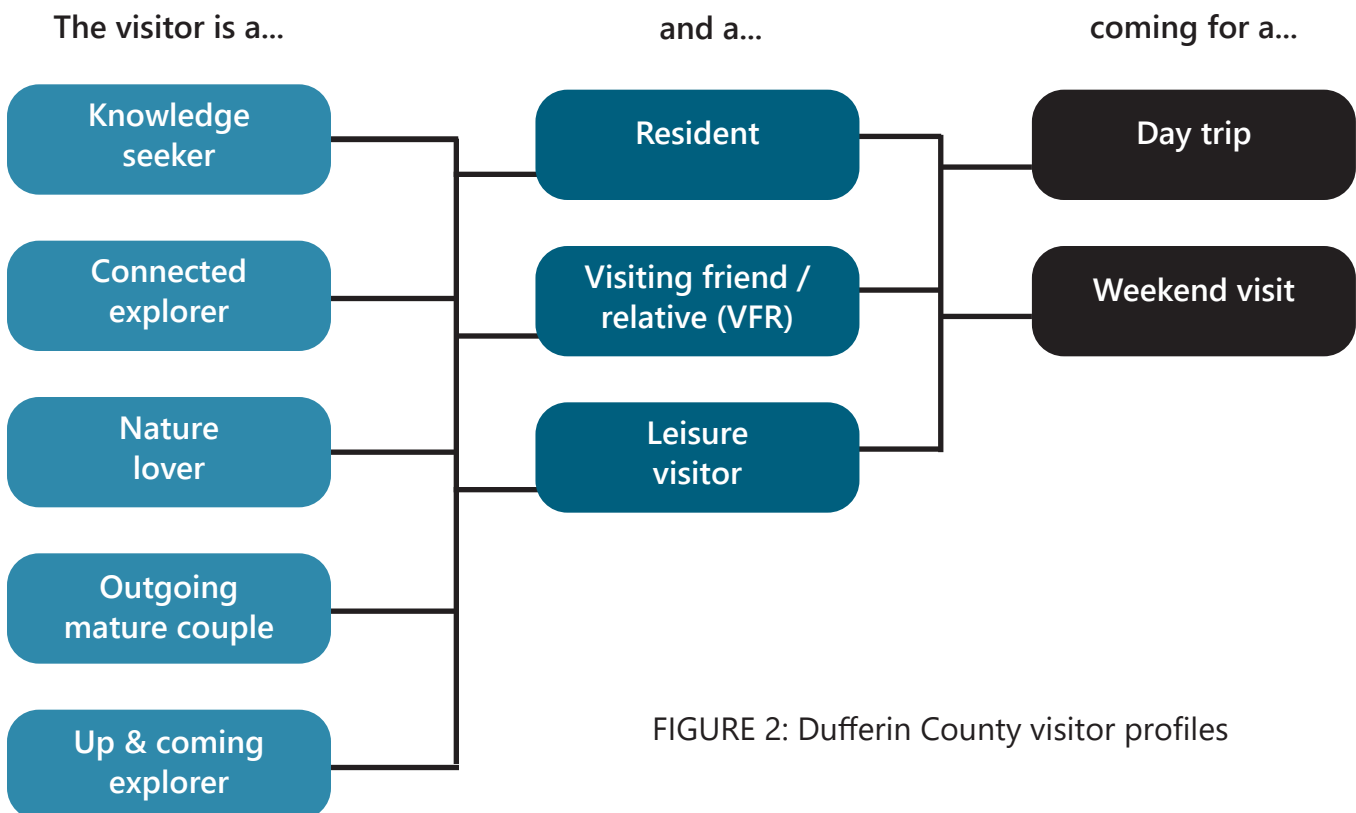 The visitor is a...
and a...
coming for a...
Knowledge
seeker
Connected
explorer
Nature
lover
Outgoing
mature couple
Up & coming
explorer
Resident
Visiting friend /
relative (VFR)
Leisure
visitor
Day trip
Weekend visit
FIGURE 2: Dufferin County visitor profiles